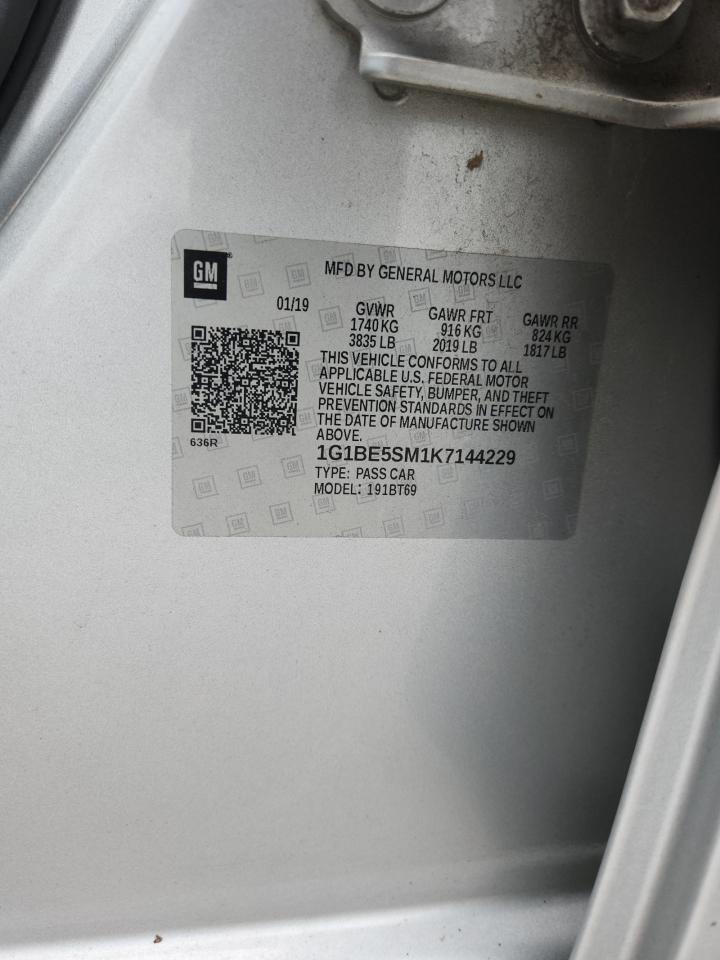 GM
MFD BY GENERAL MOTORS LLC
01/19
GVWR GAWR FRT GAWR RR
1740 KG 916 KG 824 KG
3835 LB 2019 LB 1817 LB
THIS VEHICLE CONFORMS TO ALL
APPLICABLE U.S. FEDERAL MOTOR
VEHICLE SAFETY, BUMPER, AND THEFT
PREVENTION STANDARDS IN EFFECT ON
THE DATE OF MANUFACTURE SHOWN
ABOVE.
636R
1G1BE5SM1K7144229
TYPE: PASS CAR
MODEL: 191BT69